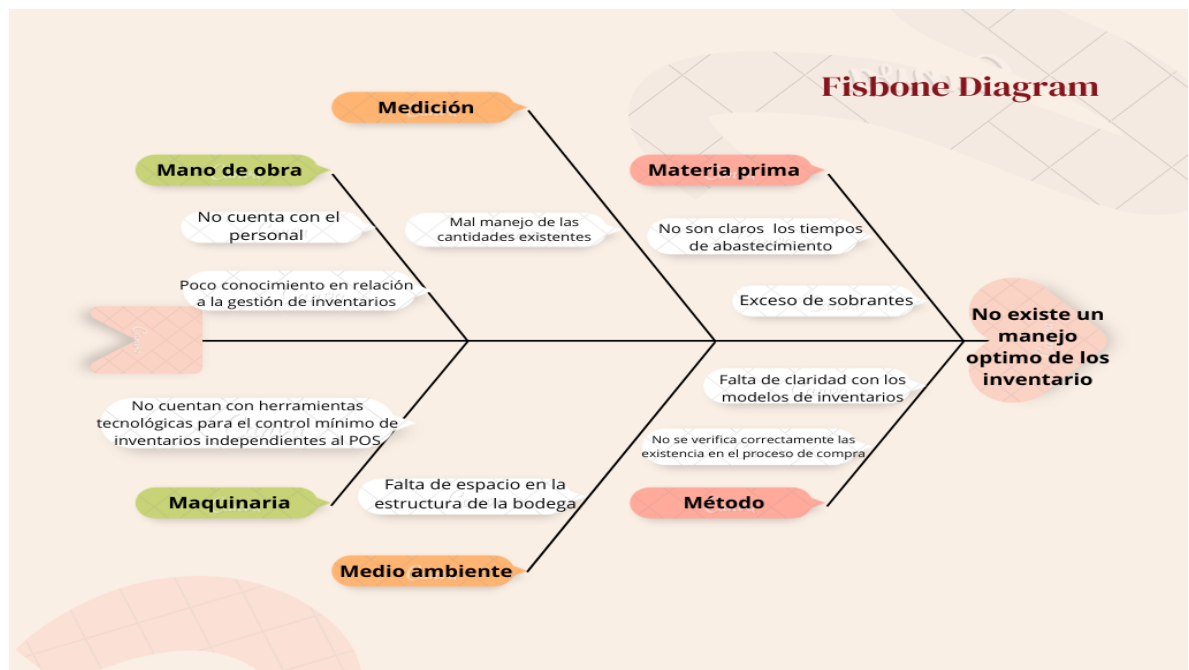 Fisbone Diagram
Medición
Mano de obra
Materia prima
No cuenta con el
personal
Mal manejo de las
cantidades existentes
No son claros los tiempos
de abastecimiento
Poco conocimiento en relación
a la gestión de inventarios
Exceso de sobrantes
No existe un
manejo
optimo de los
inventario
Falta de claridad con los
modelos de inventarios
No cuentan con herramientas
tecnológicas para el control mínimo de
inventarios independientes al POS
No se verifica correctamente las
existencia en el proceso de compra
Falta de espacio en la
estructura de la bodega
Maquinaria
Método
Medio ambiente